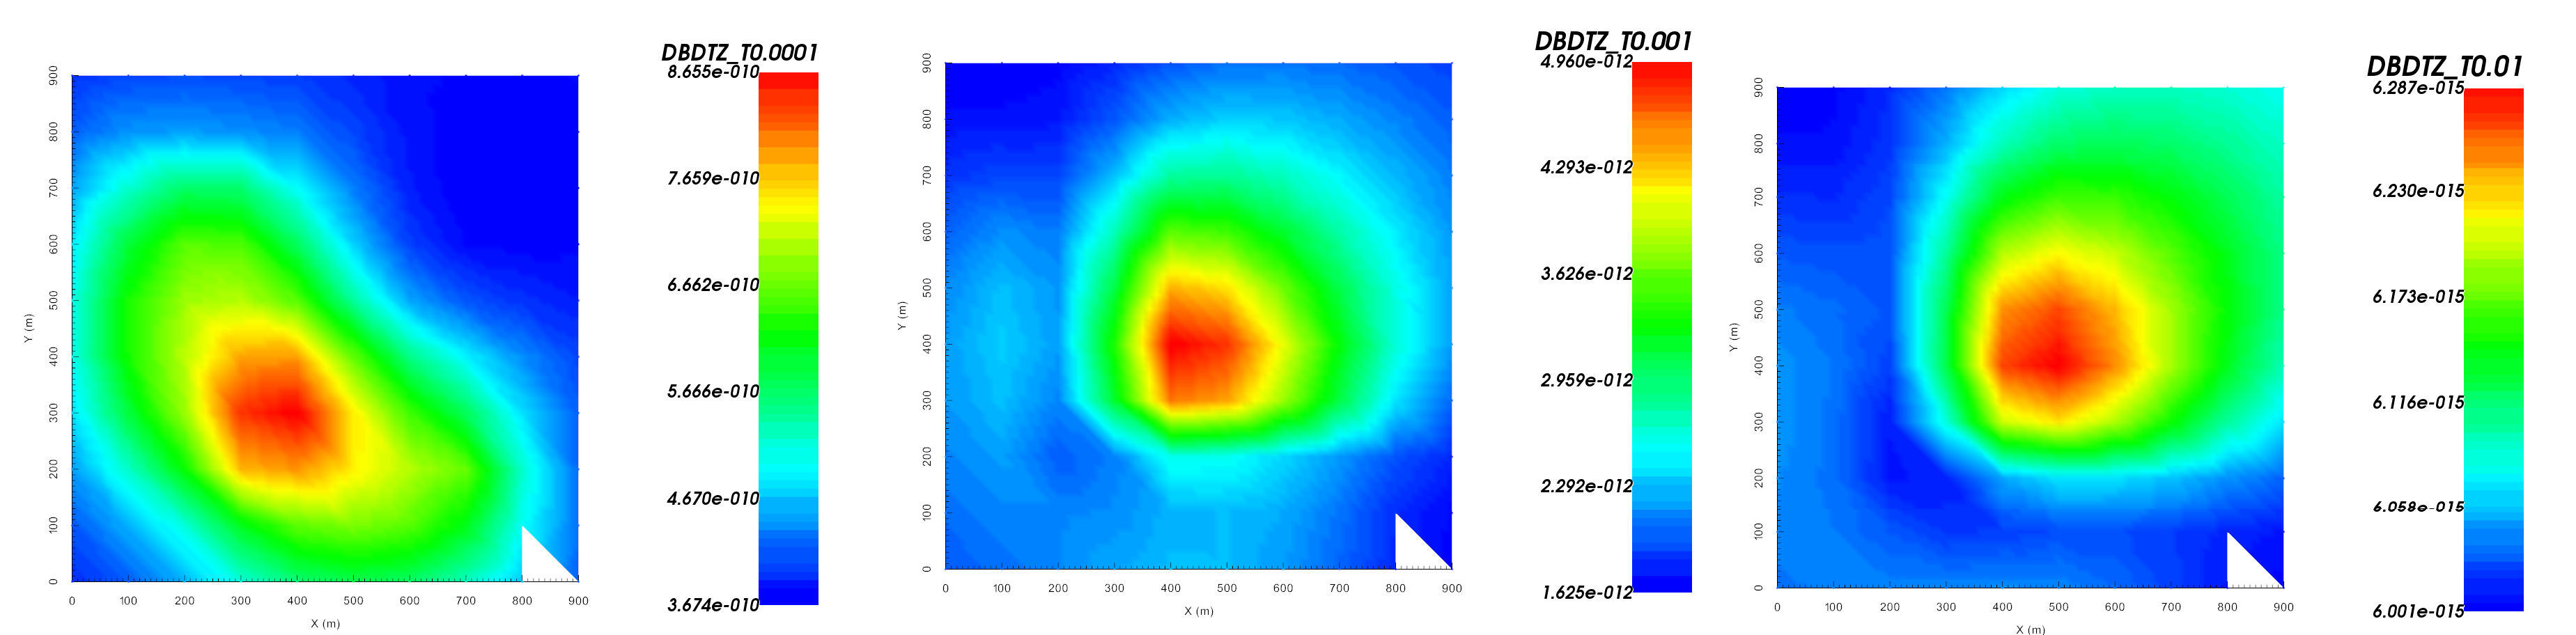 DBDTZ_T0.0001
8.655e-010
7.659e-010
6.662e-010
5.666e-010
4.670e-010
3.674e-010
900
800
700
600
500
400
300
200
100
0
Y (m)
0 100 200 300 400 500 600 700 800 900
X (m)
DBDTZ_T0.001
4.960e-012
4.293e-012
3.626e-012
2.959e-012
2.292e-012
1.625e-012
900
800
700
600
500
400
300
200
100
0
Y (m)
0 100 200 300 400 500 600 700 800 900
X (m)
DBDTZ_T0.01
6.287e-015
6.230e-015
6.173e-015
6.116e-015
6.058e-015
6.001e-015
900
800
700
600
500
400
300
200
100
0
Y (m)
0 100 200 300 400 500 600 700 800 900
X (m)